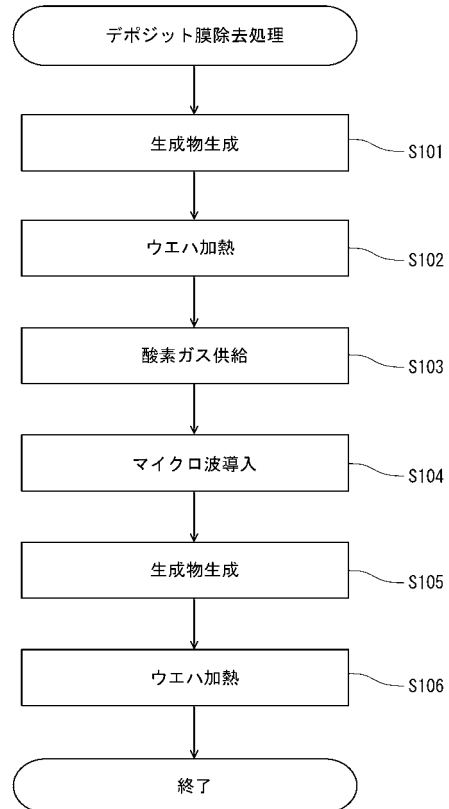 デポジット膜除去処理
生成物生成
S101
ウエハ加熱
S102
酸素ガス供給
S103
マイクロ波導入
S104
生成物生成
S105
ウエハ加熱
S106
終了